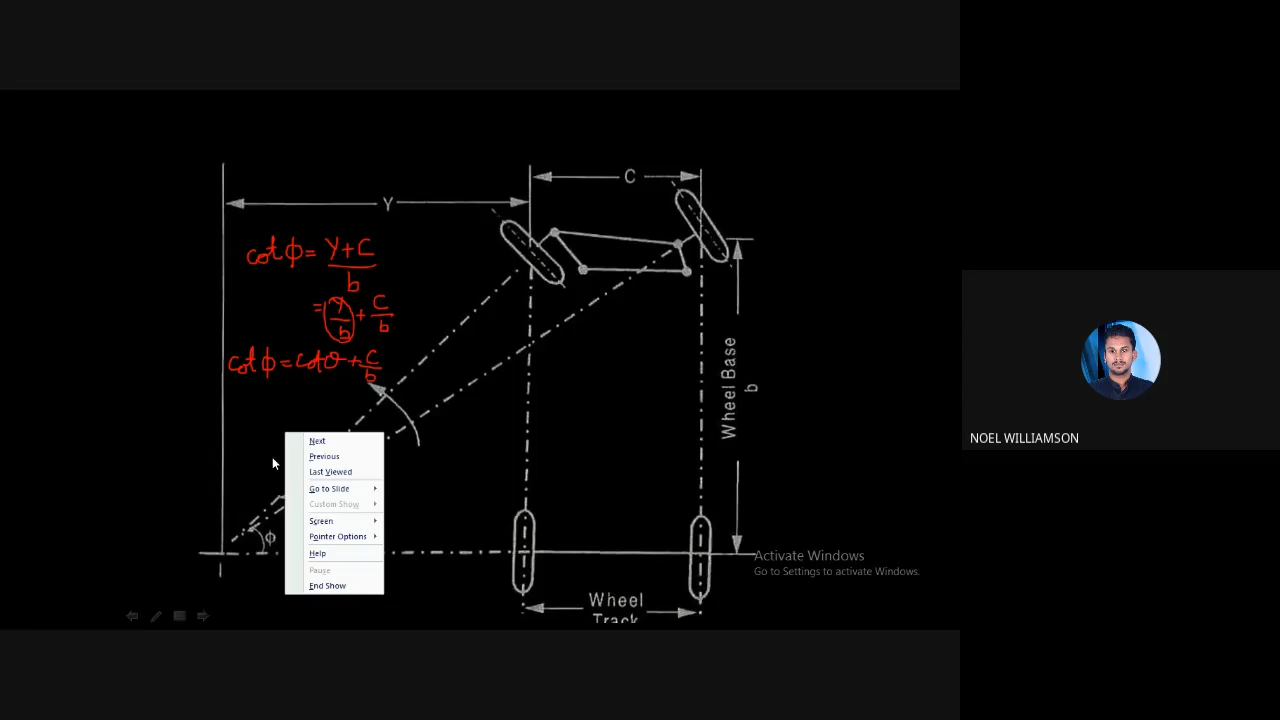 C
Y
cot ϕ = Y+C
b
= Y/b + C/b
cot ϕ = cot θ + C/b
Wheel Base
b
Next
Previous
Last Viewed
Go to Slide
Custom Show
Screen
Pointer Options
Help
Pause
End Show
ϕ
I
Wheel
Track
Activate Windows
Go to Settings to activate Windows.
NOEL WILLIAMSON